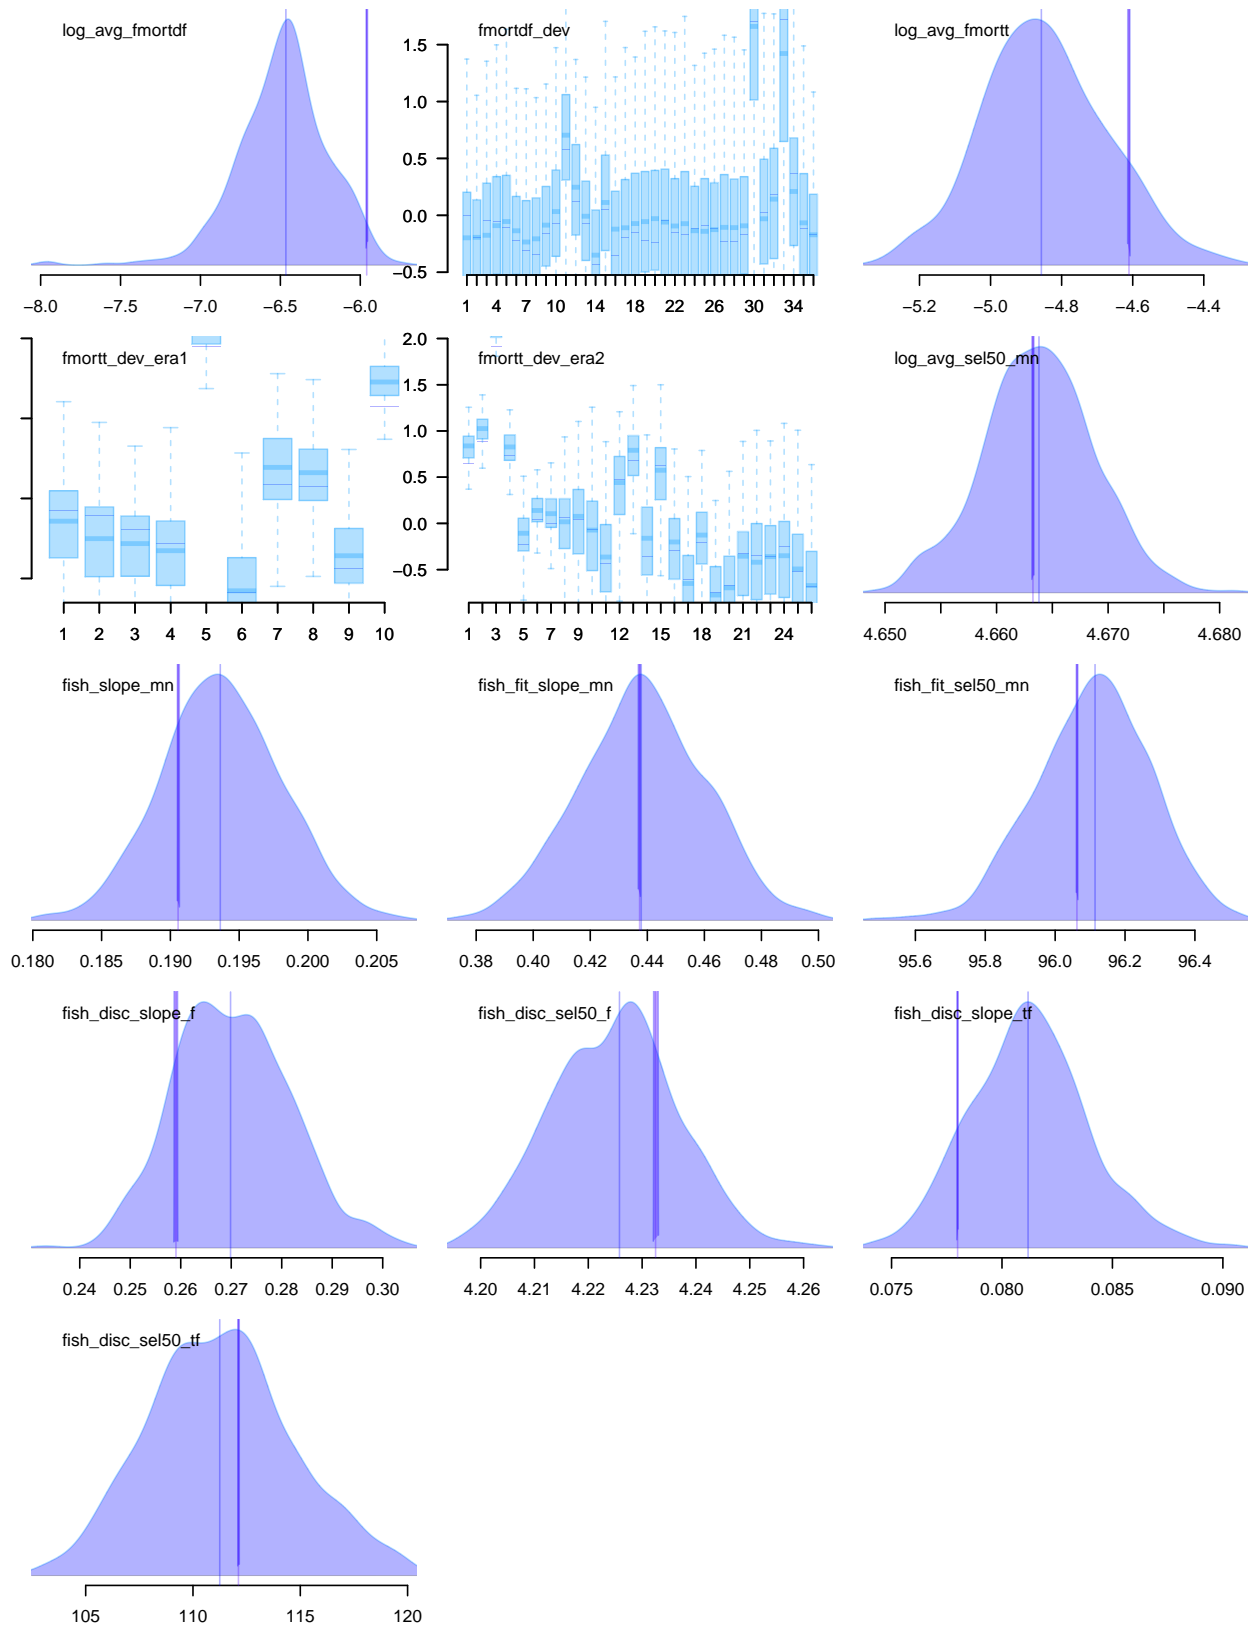 log_avg_fmortdf
−8.0 −7.5 −7.0 −6.5 −6.0
fmortdf_dev
1.5
1.0
0.5
0.0
−0.5
1 4 7 10 14 18 22 26 30 34
log_avg_fmortt
−5.2 −5.0 −4.8 −4.6 −4.4
fmortt_dev_era1
1 2 3 4 5 6 7 8 9 10
fmortt_dev_era2
2.0
1.5
1.0
0.5
0.0
−0.5
1 3 5 7 9 12 15 18 21 24
log_avg_sel50_mn
4.650 4.660 4.670 4.680
fish_slope_mn
0.180 0.185 0.190 0.195 0.200 0.205
fish_fit_slope_mn
0.38 0.40 0.42 0.44 0.46 0.48 0.50
fish_fit_sel50_mn
95.6 95.8 96.0 96.2 96.4
fish_disc_slope_f
0.24 0.25 0.26 0.27 0.28 0.29 0.30
fish_disc_sel50_f
4.20 4.21 4.22 4.23 4.24 4.25 4.26
fish_disc_slope_tf
0.075 0.080 0.085 0.090
fish_disc_sel50_tf
105 110 115 120